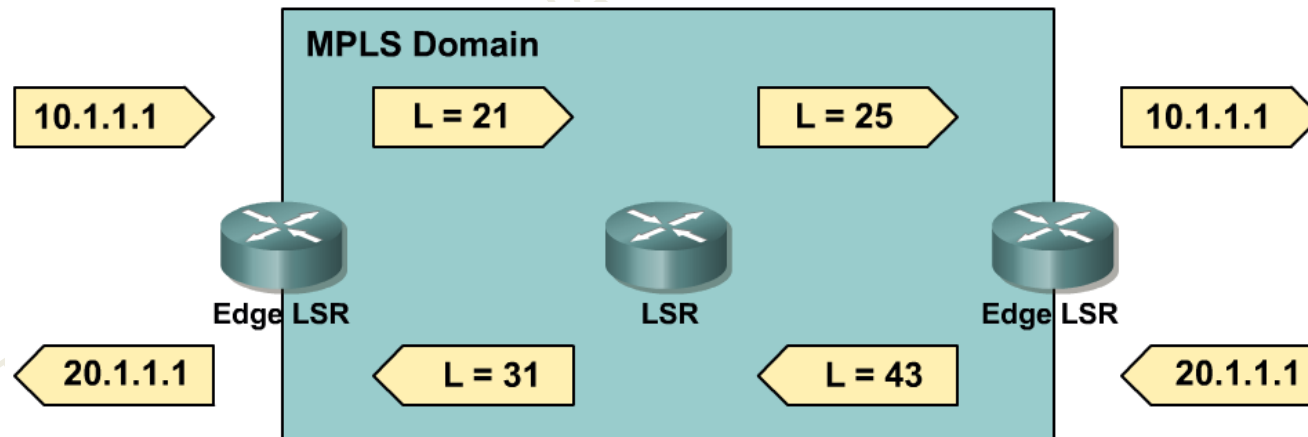 MPLS Domain
10.1.1.1
L = 21
L = 25
10.1.1.1
Edge LSR
LSR
Edge LSR
20.1.1.1
L = 31
L = 43
20.1.1.1